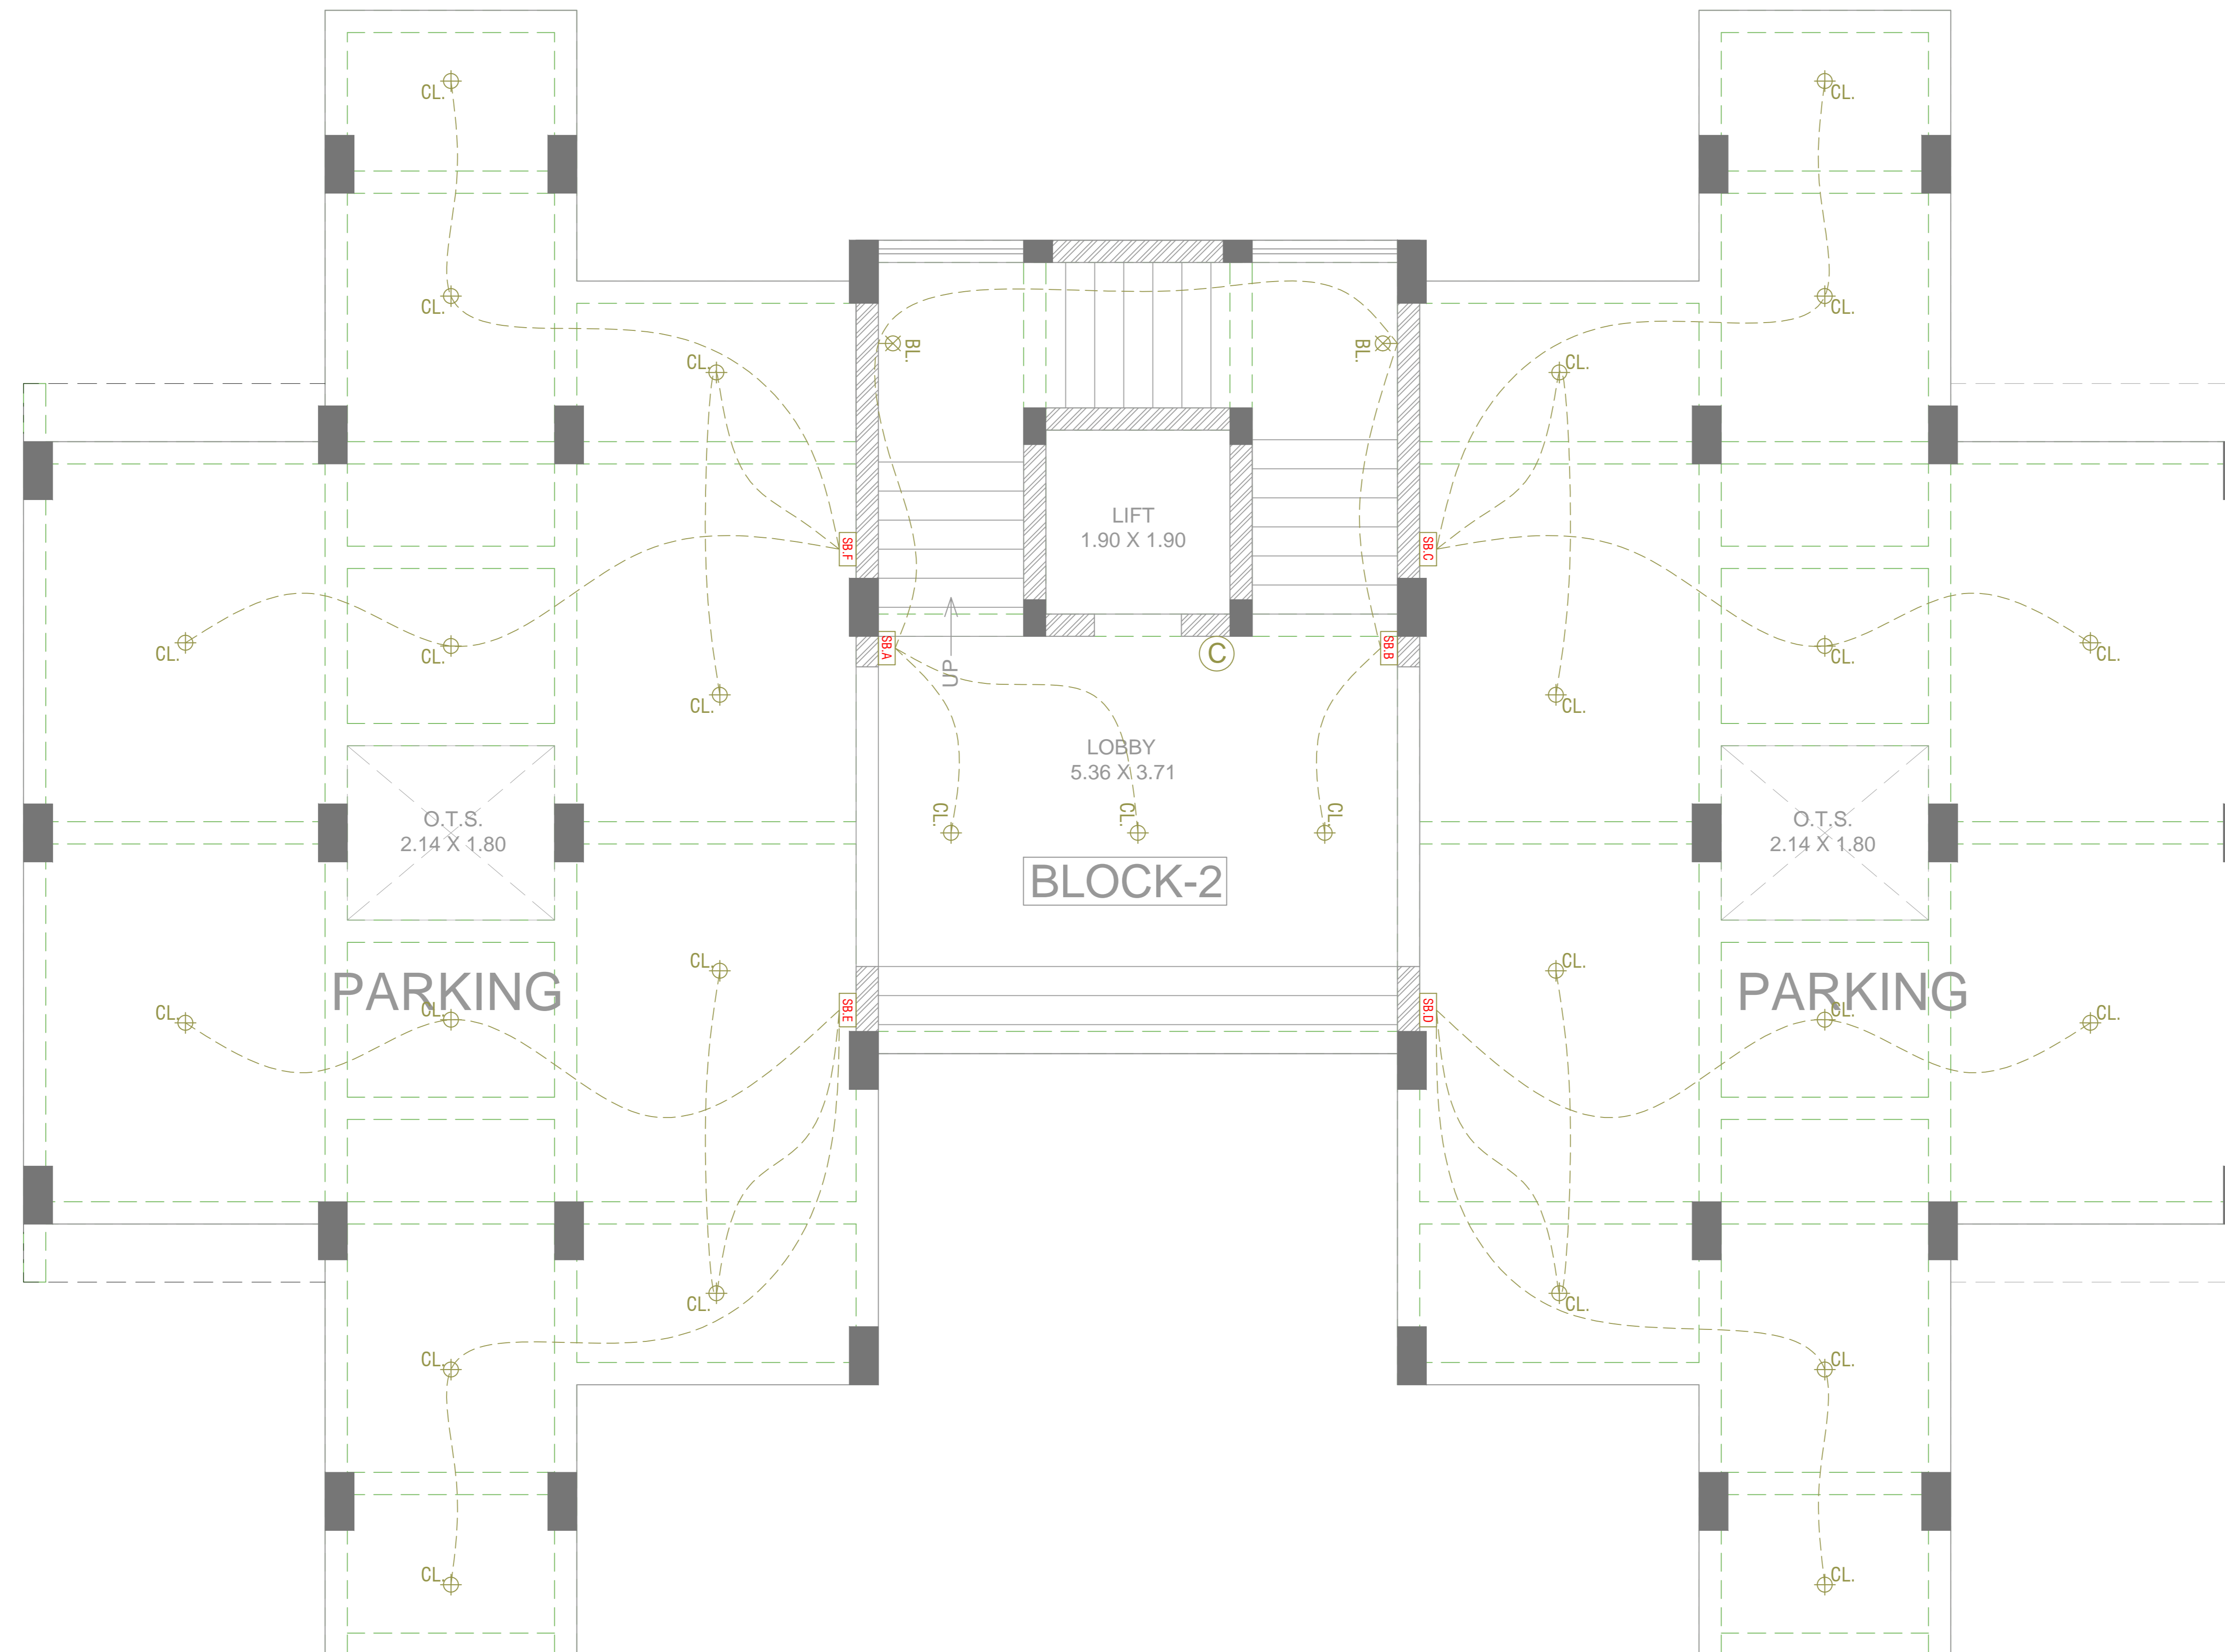 CL.
CL.
CL.
CL.
BL.
BL.
CL.
CL.
LIFT
1.90 X 1.90
SB.F
SB.C
SB.A
SB.B
C
CL.
CL.
CL.
CL.
UP
CL.
CL.
LOBBY
5.36 X 3.71
CL.
CL.
CL.
O.T.S.
2.14 X 1.80
O.T.S.
2.14 X 1.80
BLOCK-2
CL.
CL.
PARKING
PARKING
CL.
CL.
CL.
CL.
SB.E
SB.D
CL.
CL.
CL.
CL.
CL.
CL.